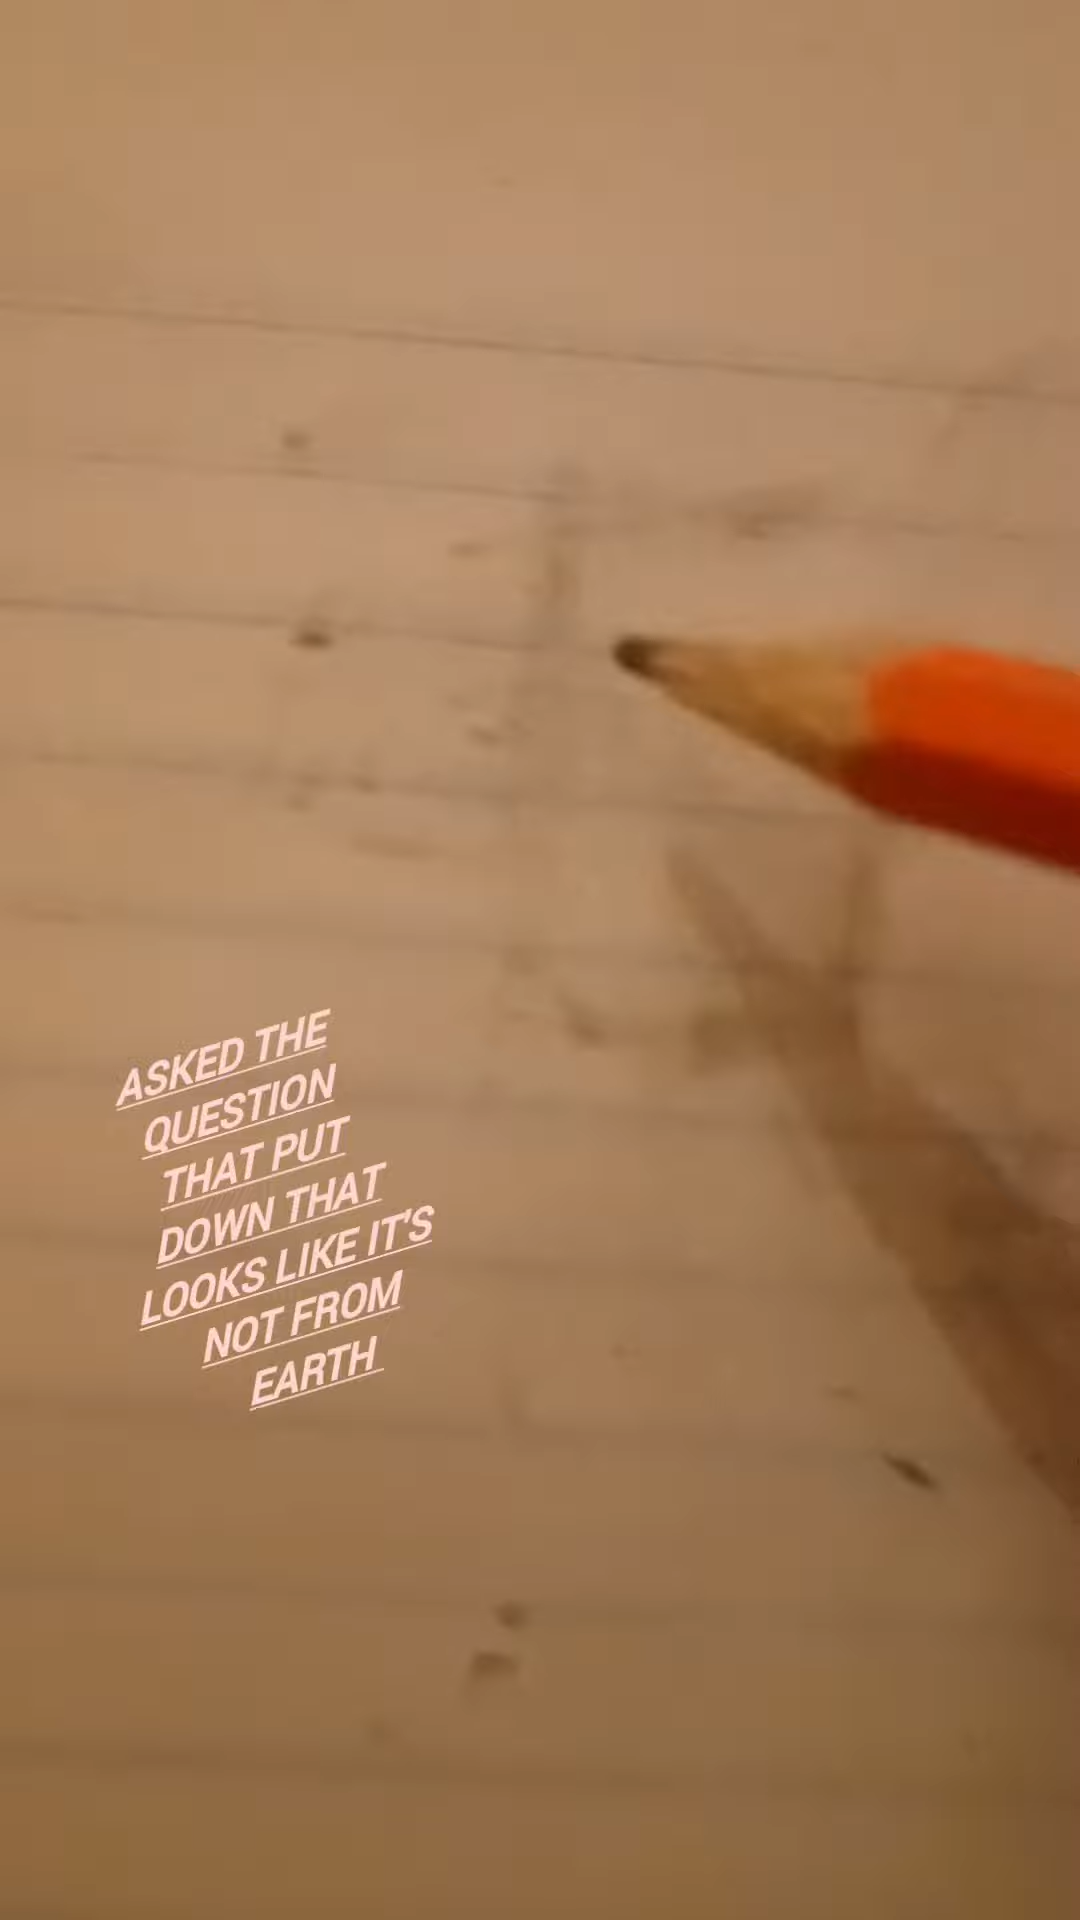 ASKED THE
QUESTION
THAT PUT
DOWN THAT
LOOKS LIKE IT'S
NOT FROM
EARTH